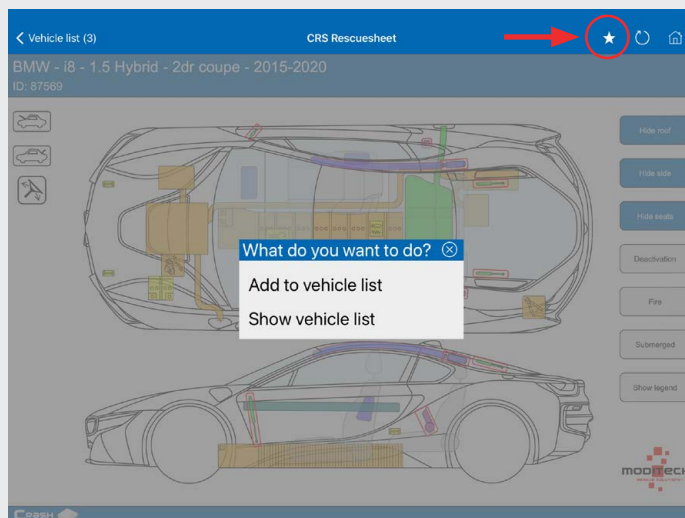 Vehicle list (3)
CRS Rescuesheet
BMW - i8 - 1.5 Hybrid - 2dr coupe - 2015-2020
ID: 87569
Hide roof
Hide side
Hide seats
Deactivation
Fire
Submerged
Show legend
What do you want to do?
Add to vehicle list
Show vehicle list
MODITECH
CRASH